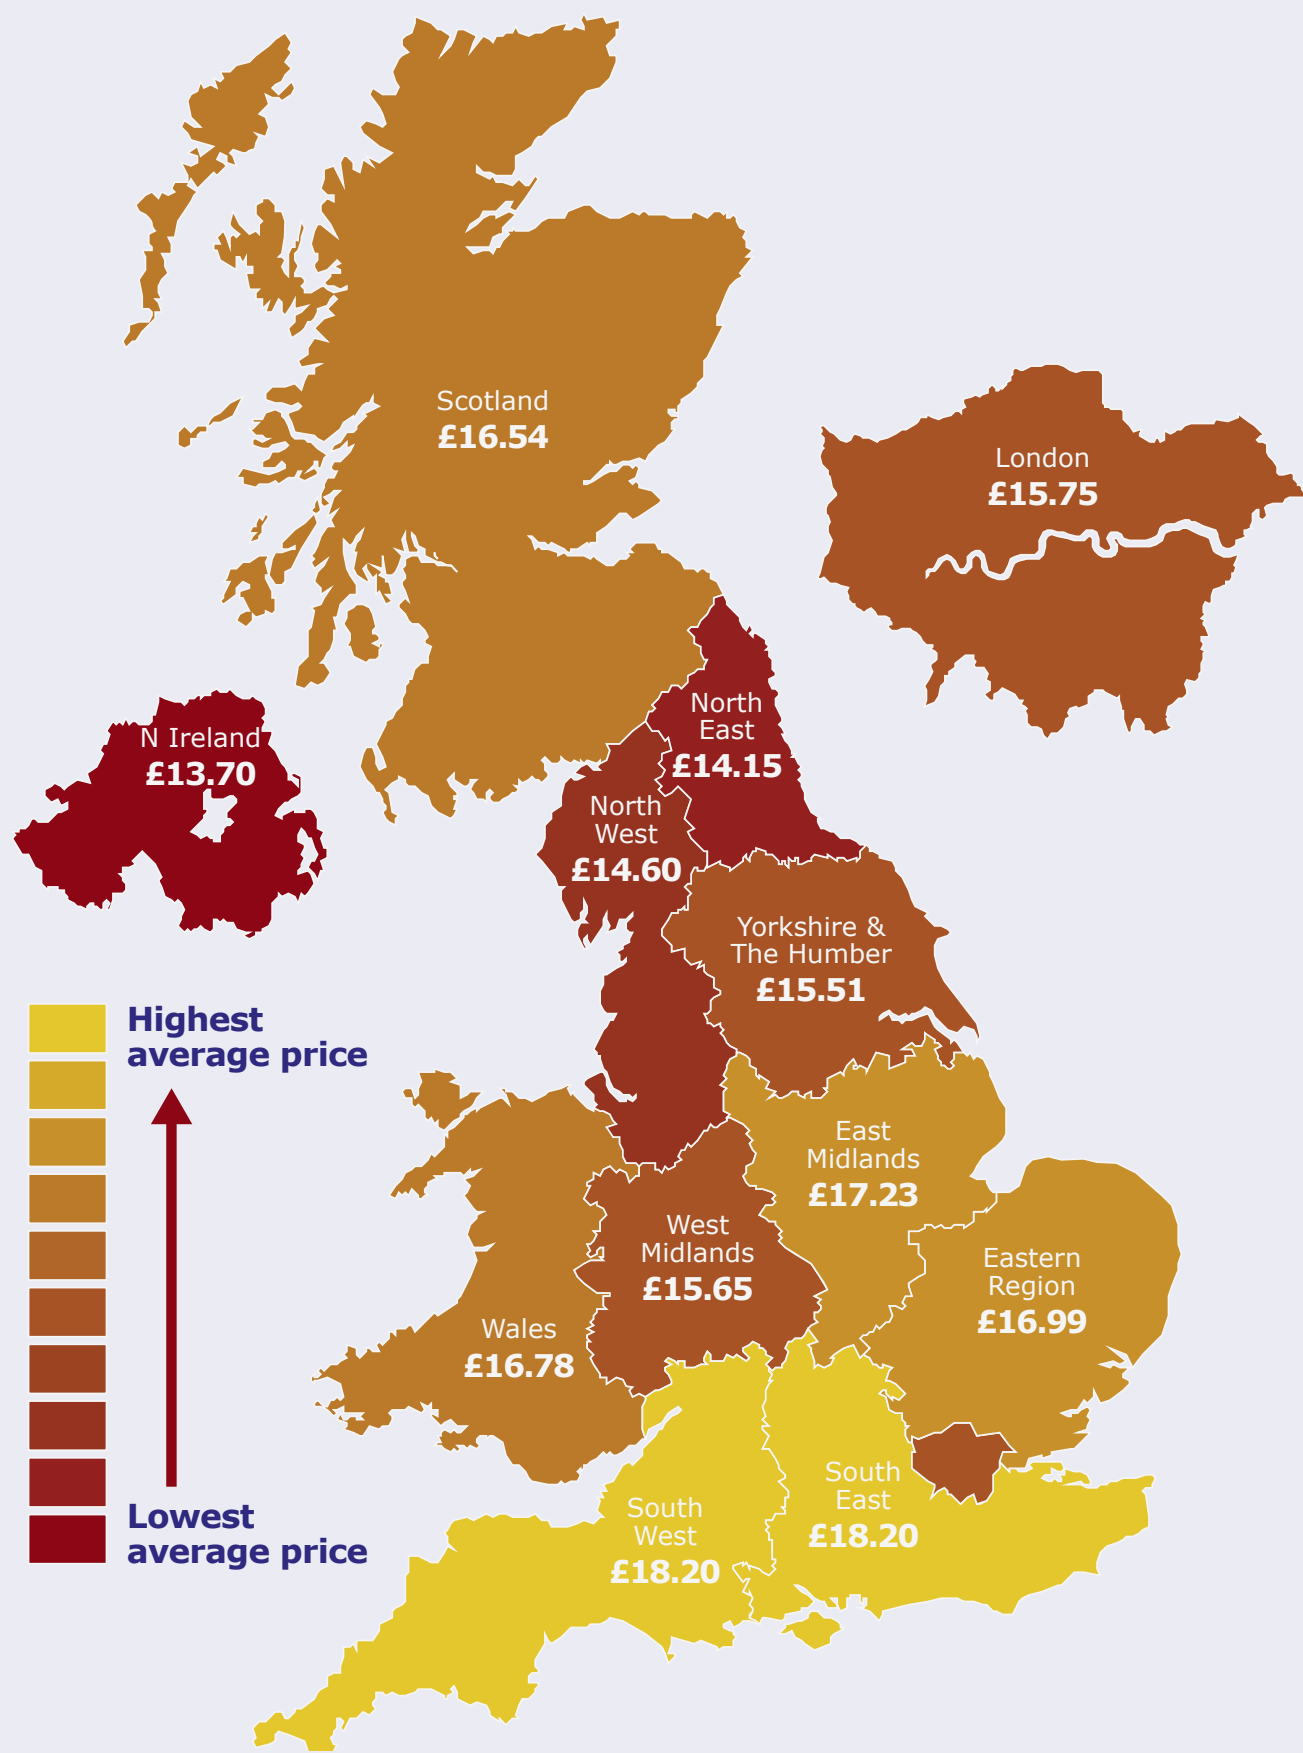 Scotland
£16.54
London
£15.75
North
East
£14.15
N Ireland
£13.70
North
West
£14.60
Yorkshire &
The Humber
£15.51
Highest
average price
East
Midlands
£17.23
West
Midlands
£15.65
Eastern
Region
£16.99
Wales
£16.78
South
East
£18.20
South
West
£18.20
Lowest
average price